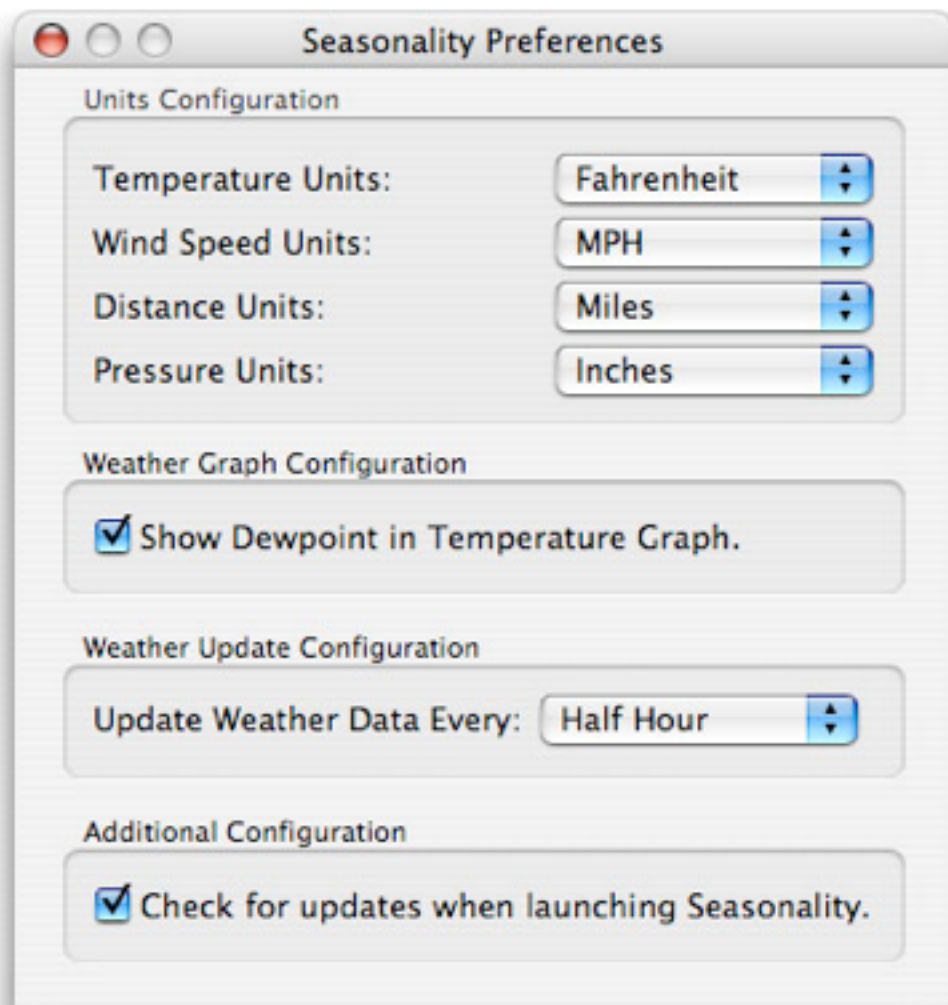 Seasonality Preferences
Units Configuration
Temperature Units: Fahrenheit
Wind Speed Units: MPH
Distance Units: Miles
Pressure Units: Inches
Weather Graph Configuration
Show Dewpoint in Temperature Graph.
Weather Update Configuration
Update Weather Data Every: Half Hour
Additional Configuration
Check for updates when launching Seasonality.